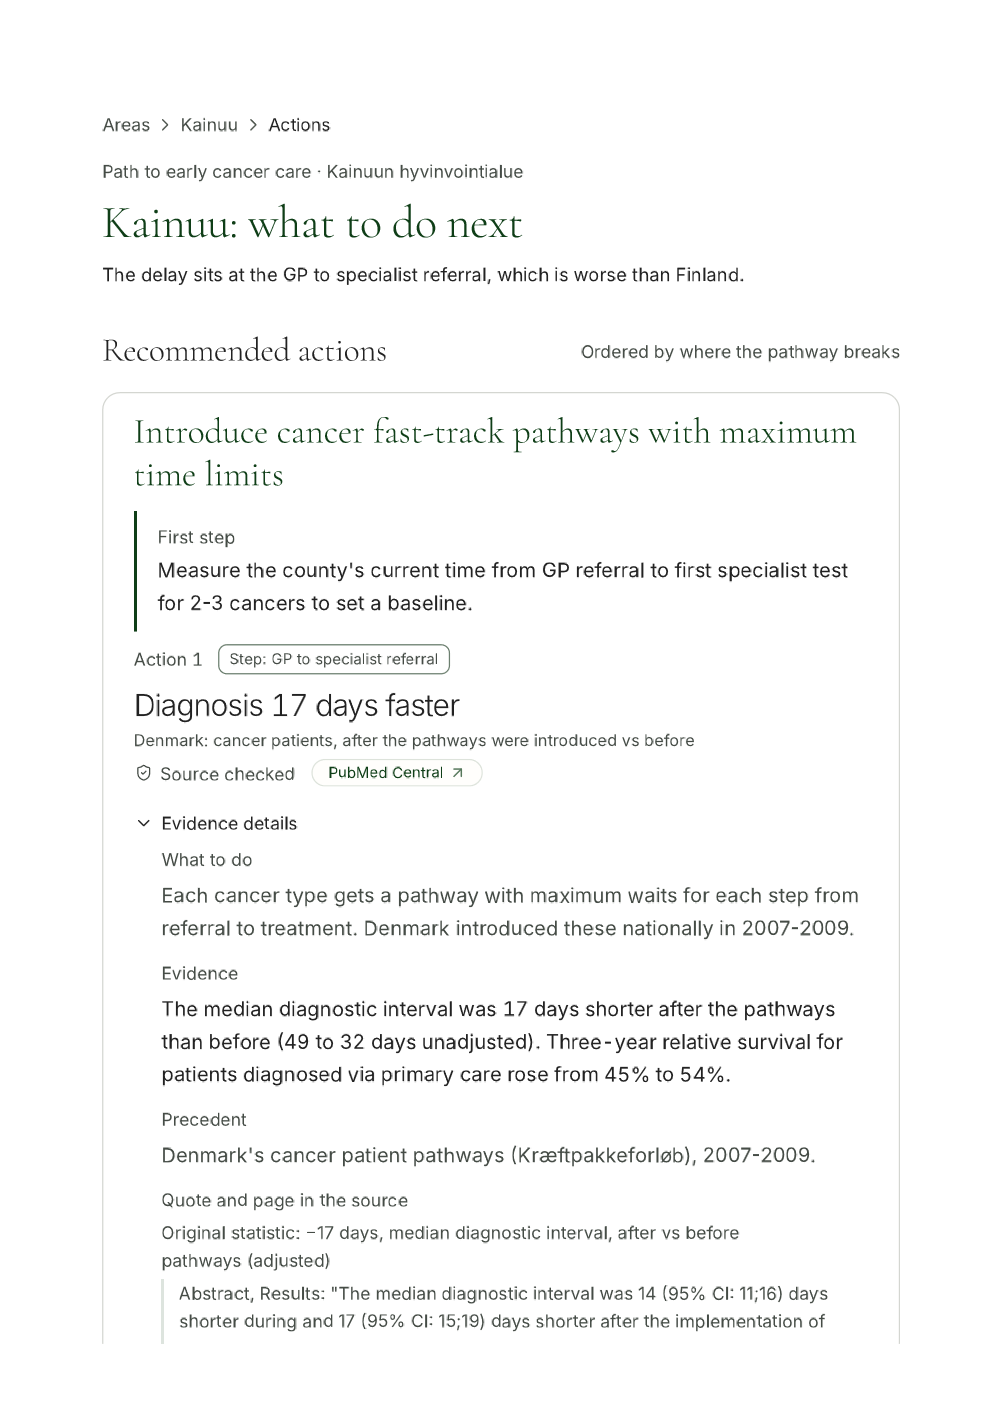 Areas > Kainuu > Actions
Path to early cancer care · Kainuun hyvinvointialue
Kainuu: what to do next
The delay sits at the GP to specialist referral, which is worse than Finland.
Recommended actions
Ordered by where the pathway breaks
Introduce cancer fast-track pathways with maximum
time limits
First step
Measure the county's current time from GP referral to first specialist test
for 2-3 cancers to set a baseline.
Action 1
Step: GP to specialist referral
Diagnosis 17 days faster
Denmark: cancer patients, after the pathways were introduced vs before
Source checked
PubMed Central ↗
Evidence details
What to do
Each cancer type gets a pathway with maximum waits for each step from
referral to treatment. Denmark introduced these nationally in 2007-2009.
Evidence
The median diagnostic interval was 17 days shorter after the pathways
than before (49 to 32 days unadjusted). Three-year relative survival for
patients diagnosed via primary care rose from 45% to 54%.
Precedent
Denmark's cancer patient pathways (Kræftpakkeforløb), 2007-2009.
Quote and page in the source
Original statistic: −17 days, median diagnostic interval, after vs before
pathways (adjusted)
Abstract, Results: "The median diagnostic interval was 14 (95% CI: 11;16) days
shorter during and 17 (95% CI: 15;19) days shorter after the implementation of